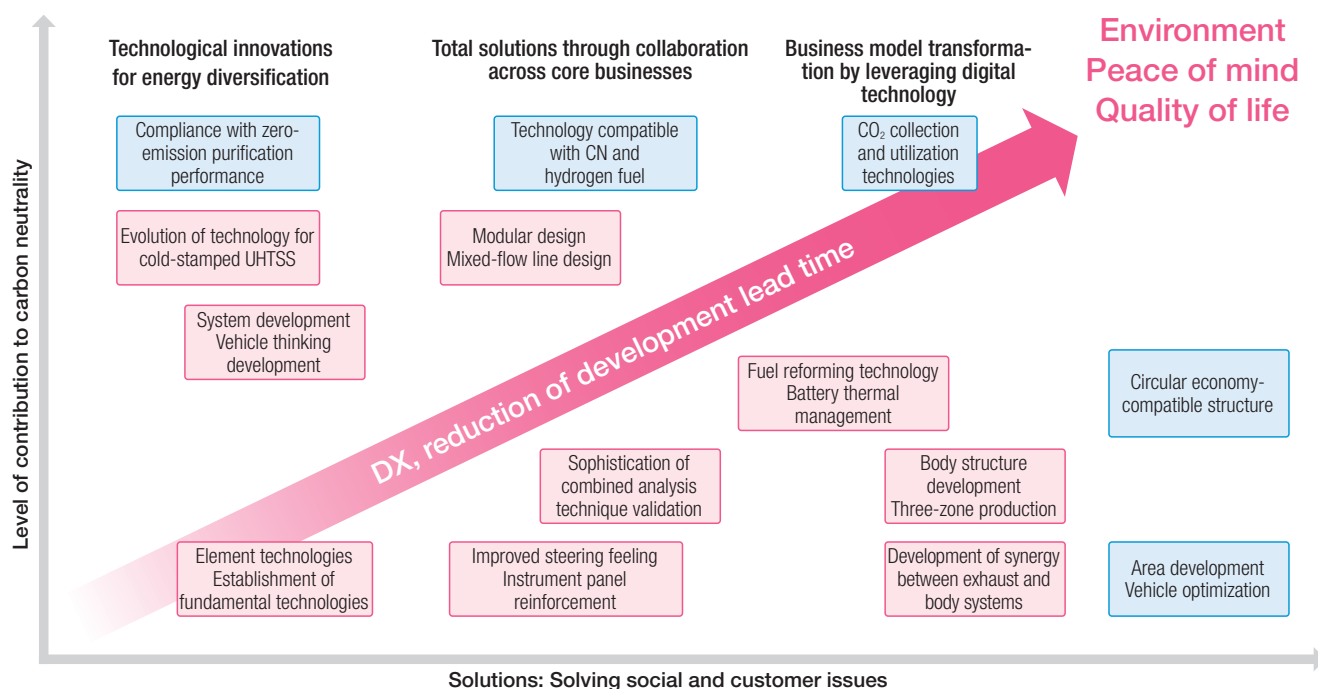 Technological innovations
for energy diversification
Total solutions through collaboration
across core businesses
Business model transforma-
tion by leveraging digital
technology
Environment
Peace of mind
Quality of life
Compliance with zero-
emission purification
performance
Technology compatible
with CN and
hydrogen fuel
CO₂ collection
and utilization
technologies
Evolution of technology for
cold-stamped UHTSS
Modular design
Mixed-flow line design
System development
Vehicle thinking
development
DX, reduction of development lead time
Fuel reforming technology
Battery thermal
management
Circular economy-
compatible structure
Sophistication of
combined analysis
technique validation
Body structure
development
Three-zone production
Element technologies
Establishment of
fundamental technologies
Improved steering feeling
Instrument panel
reinforcement
Development of synergy
between exhaust and
body systems
Area development
Vehicle optimization
Level of contribution to carbon neutrality
Solutions: Solving social and customer issues